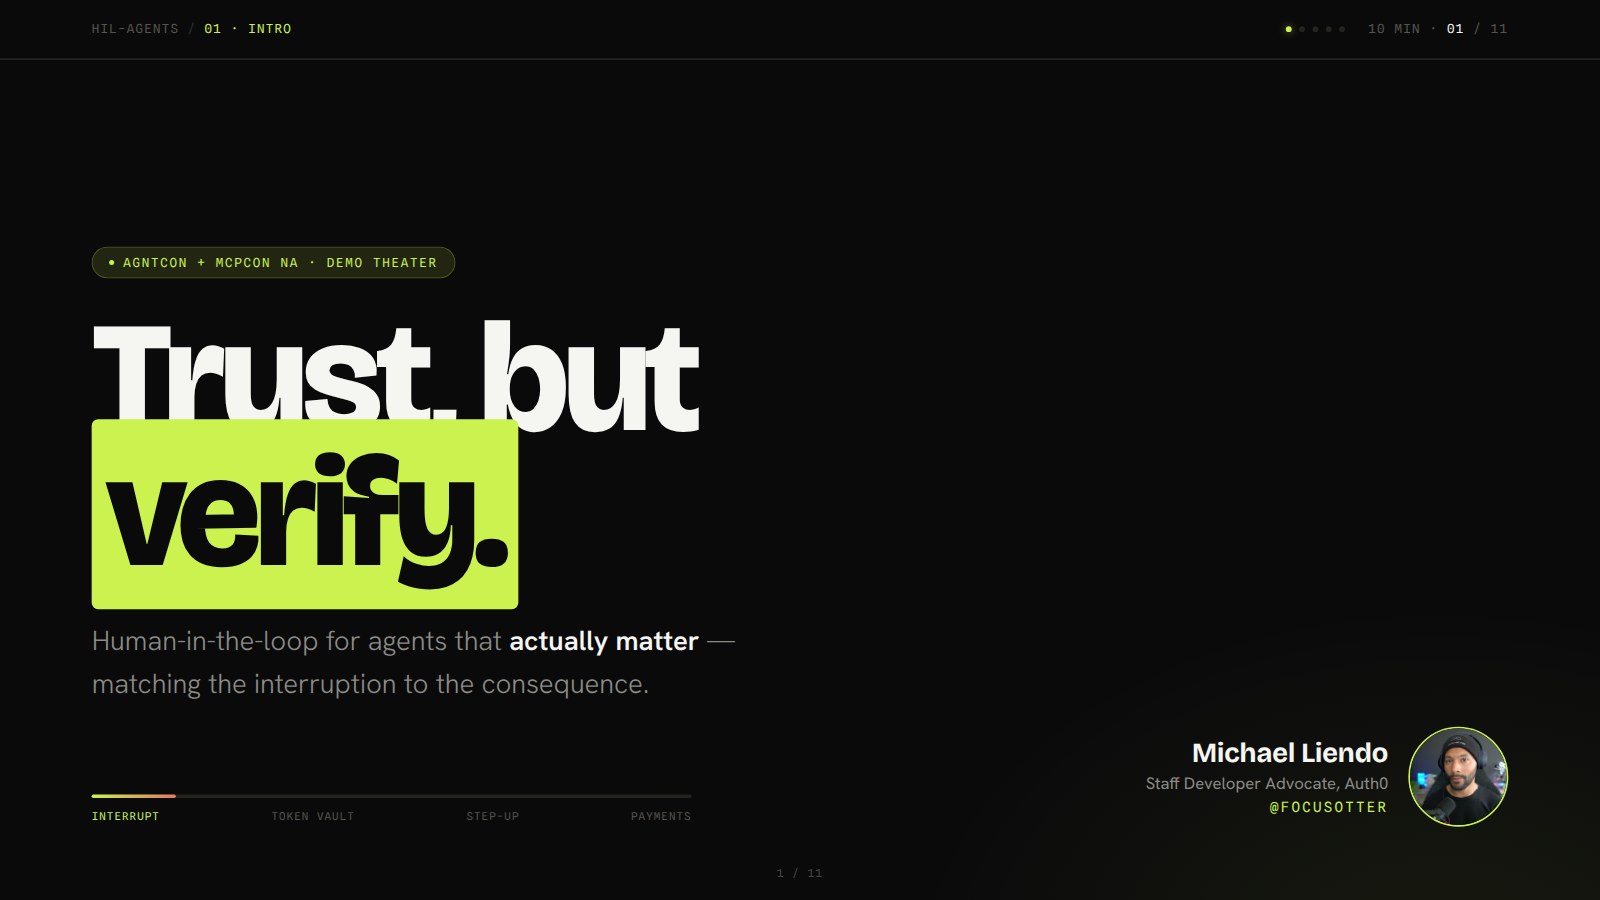 HIL-AGENTS / 01 · INTRO
10 MIN · 01 / 11
AGNTCON + MCPCON NA · DEMO THEATER
Trust, but
verify.
Human-in-the-loop for agents that actually matter —
matching the interruption to the consequence.
INTERRUPT
TOKEN VAULT
STEP-UP
PAYMENTS
Michael Liendo
Staff Developer Advocate, Auth0
@FOCUSOTTER
1 / 11